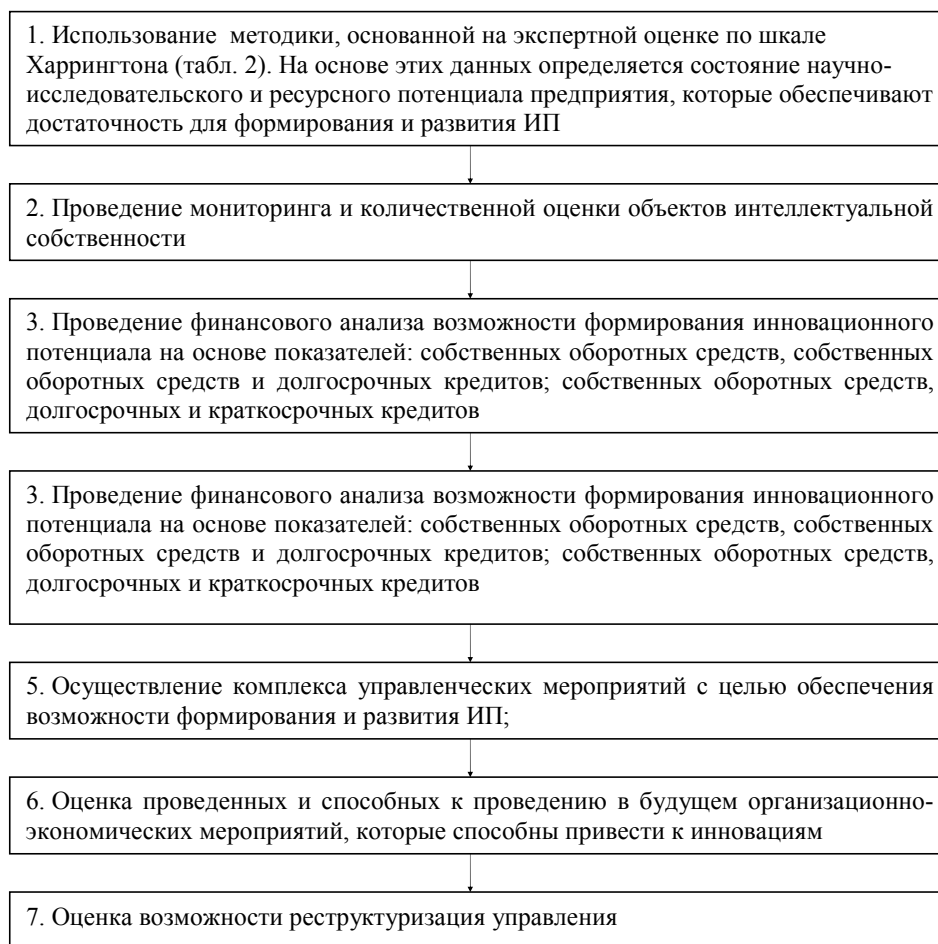 1. Использование методики, основанной на экспертной оценке по шкале
Харрингтона (табл. 2). На основе этих данных определяется состояние научно-
исследовательского и ресурсного потенциала предприятия, которые обеспечивают
достаточность для формирования и развития ИП
2. Проведение мониторинга и количественной оценки объектов интеллектуальной
собственности
3. Проведение финансового анализа возможности формирования инновационного
потенциала на основе показателей: собственных оборотных средств, собственных
оборотных средств и долгосрочных кредитов; собственных оборотных средств,
долгосрочных и краткосрочных кредитов
3. Проведение финансового анализа возможности формирования инновационного
потенциала на основе показателей: собственных оборотных средств, собственных
оборотных средств и долгосрочных кредитов; собственных оборотных средств,
долгосрочных и краткосрочных кредитов
5. Осуществление комплекса управленческих мероприятий с целью обеспечения
возможности формирования и развития ИП;
6. Оценка проведенных и способных к проведению в будущем организационно-
экономических мероприятий, которые способны привести к инновациям
7. Оценка возможности реструктуризация управления